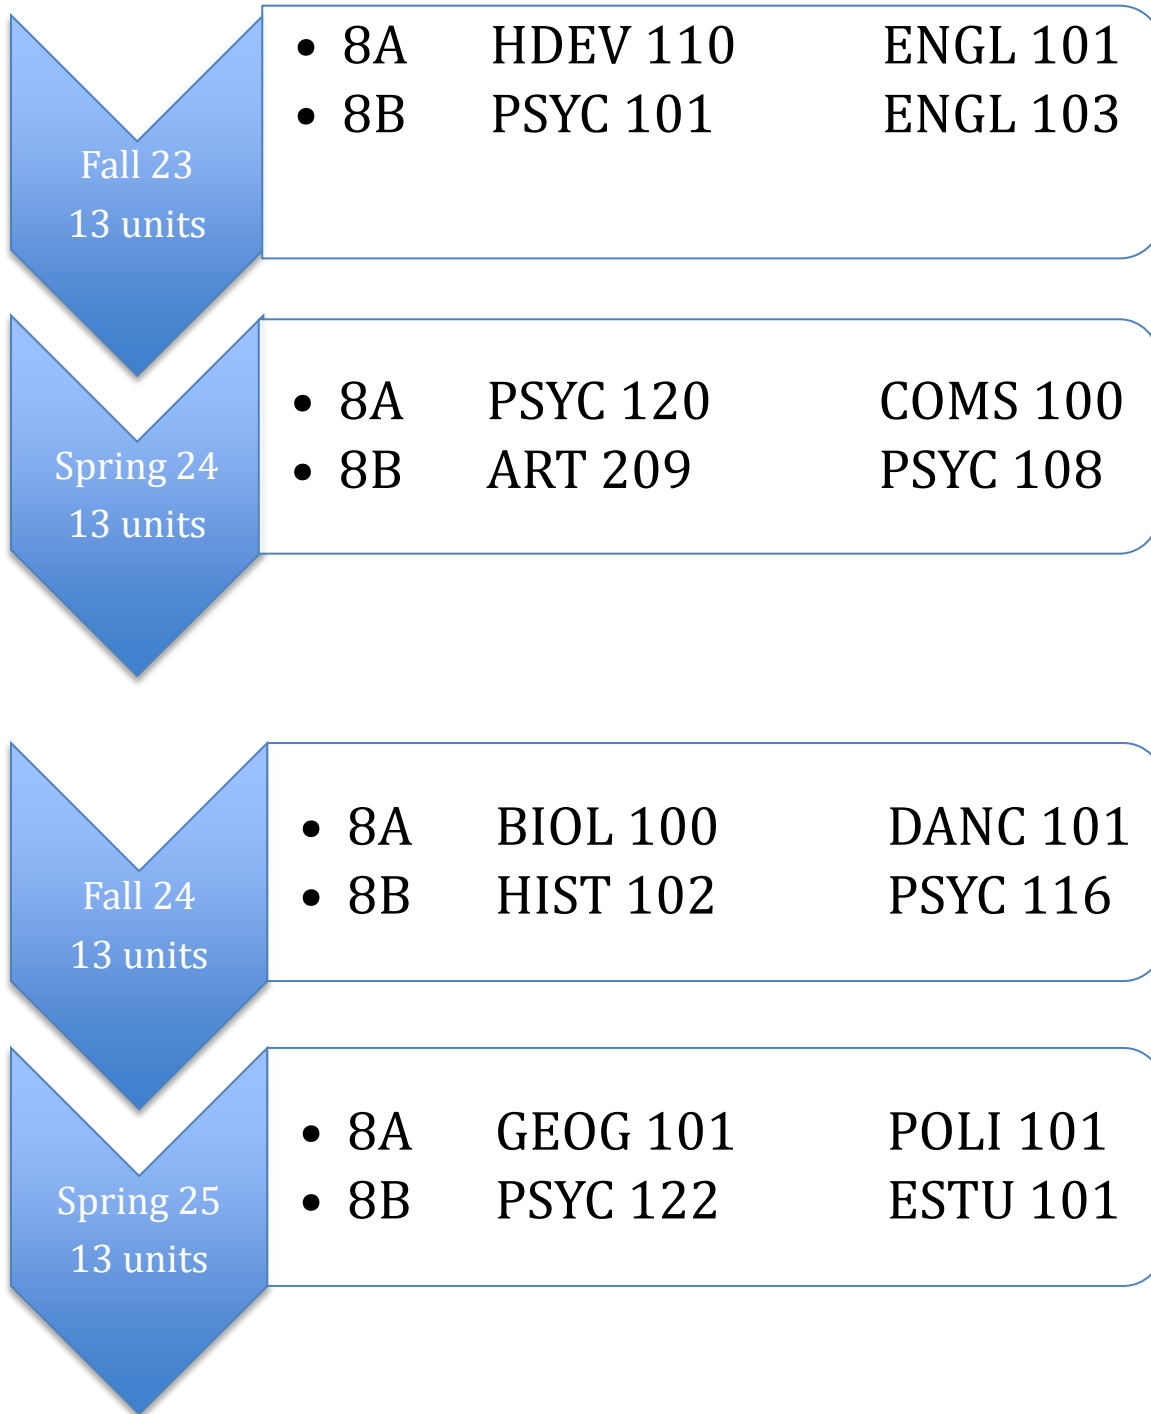 • 8A HDEV 110 ENGL 101
• 8B PSYC 101 ENGL 103
Fall 23
13 units
• 8A PSYC 120 COMS 100
• 8B ART 209 PSYC 108
Spring 24
13 units
• 8A BIOL 100 DANC 101
• 8B HIST 102 PSYC 116
Fall 24
13 units
• 8A GEOG 101 POLI 101
• 8B PSYC 122 ESTU 101
Spring 25
13 units